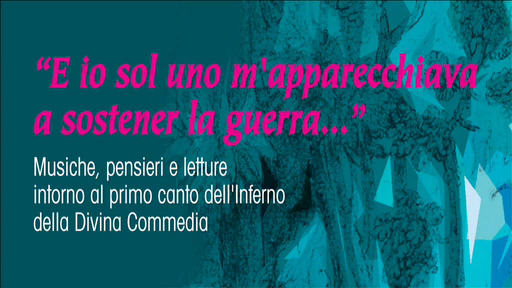 “E io sol uno m'apparecchiava
a sostener la guerra...”
Musiche, pensieri e letture
intorno al primo canto dell'Inferno
della Divina Commedia